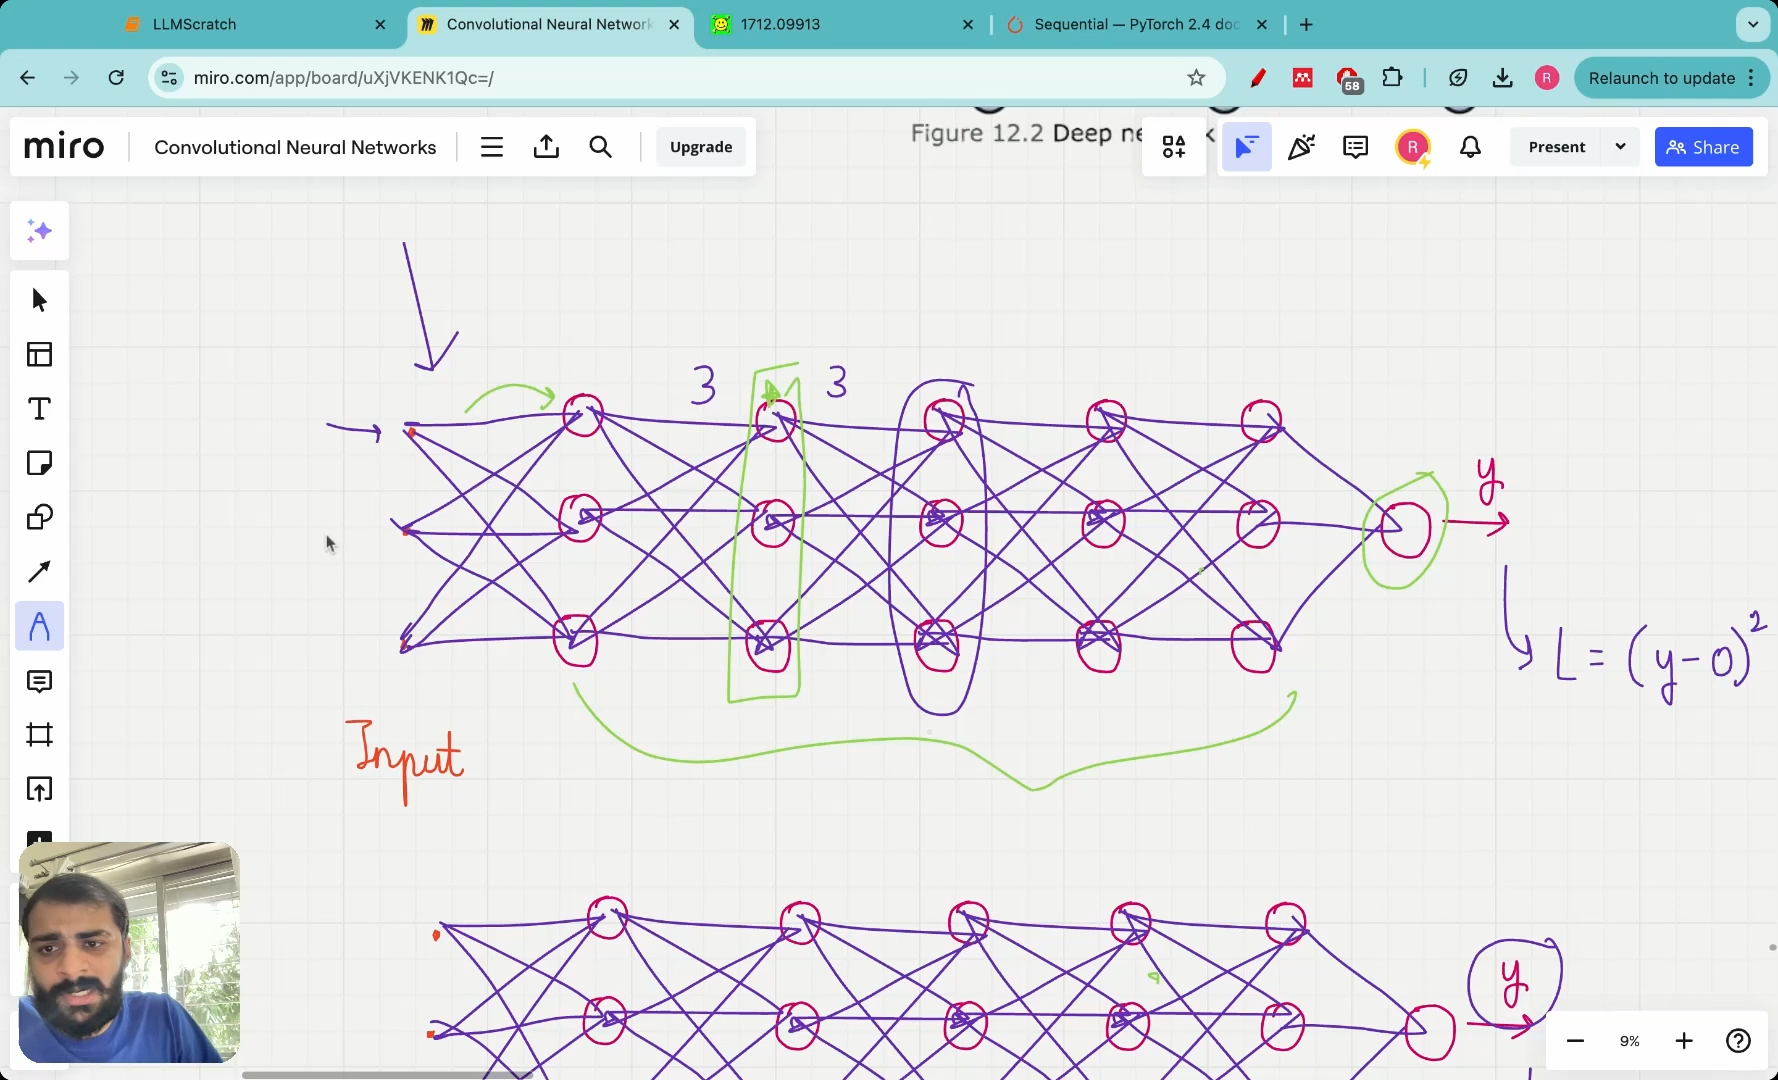 LLMScratch
Convolutional Neural Network
1712.09913
Sequential — PyTorch 2.4 doc
miro.com/app/board/uXjVKENK1Qc=/
58
R
Relaunch to update
Figure 12.2 Deep ne k
miro
Convolutional Neural Networks
Upgrade
R
Present
Share
3
3
y
L = (y-0)²
Input
y
9%